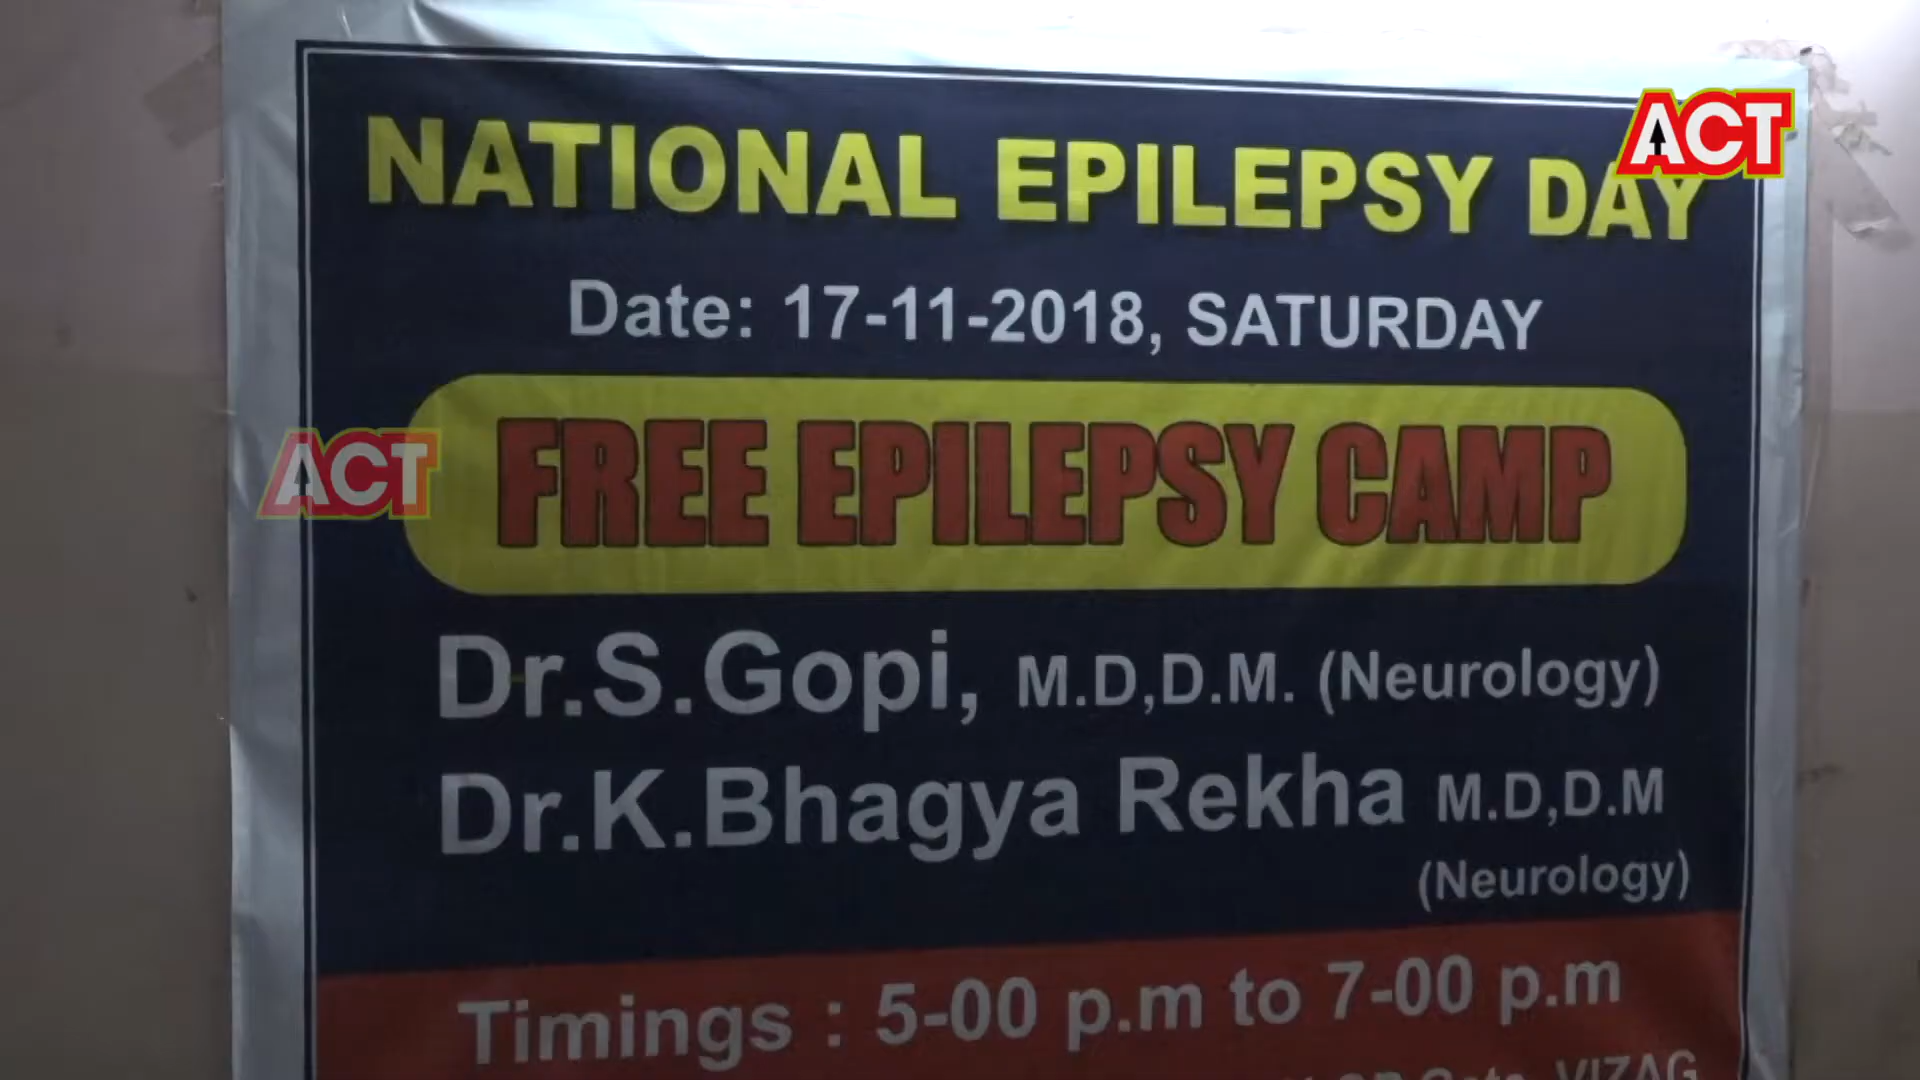 ACT
NATIONAL EPILEPSY DAY
Date: 17-11-2018, SATURDAY
FREE EPILEPSY CAMP
ACT
Dr.S.Gopi, M.D,D.M. (Neurology)
Dr.K.Bhagya Rekha M.D,D.M
(Neurology)
Timings : 5-00 p.m to 7-00 p.m
VIZAG